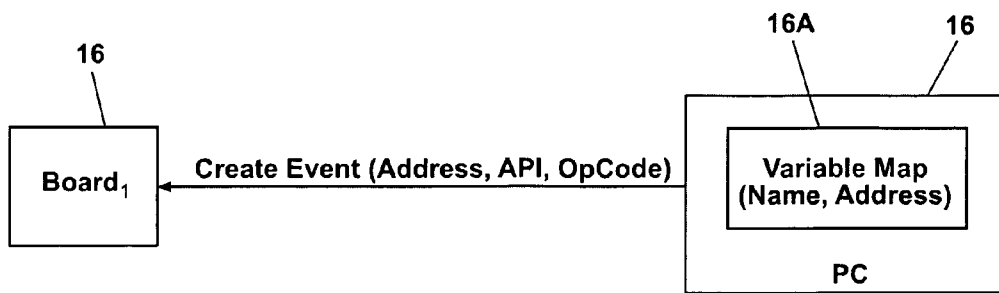 16
16A
16
Board₁
Create Event (Address, API, OpCode)
Variable Map
(Name, Address)
PC